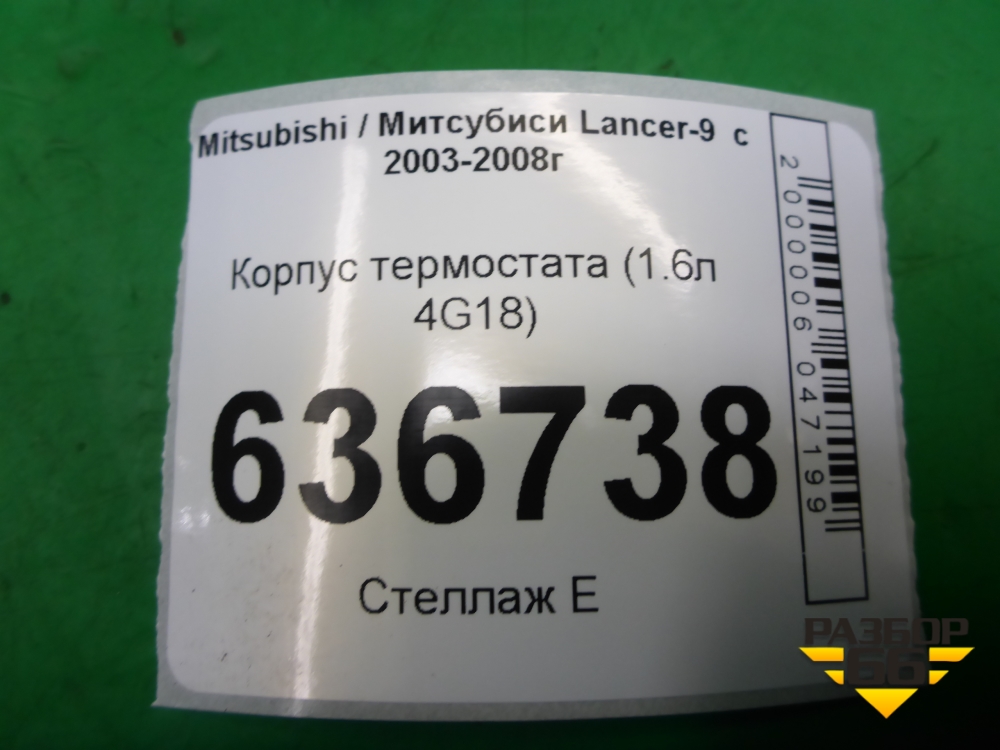 Mitsubishi / Митсубиси Lancer-9 с
2003-2008г
Корпус термостата (1.6л
4G18)
636738
Стеллаж Е
2000006047199
РАЗБОР
66